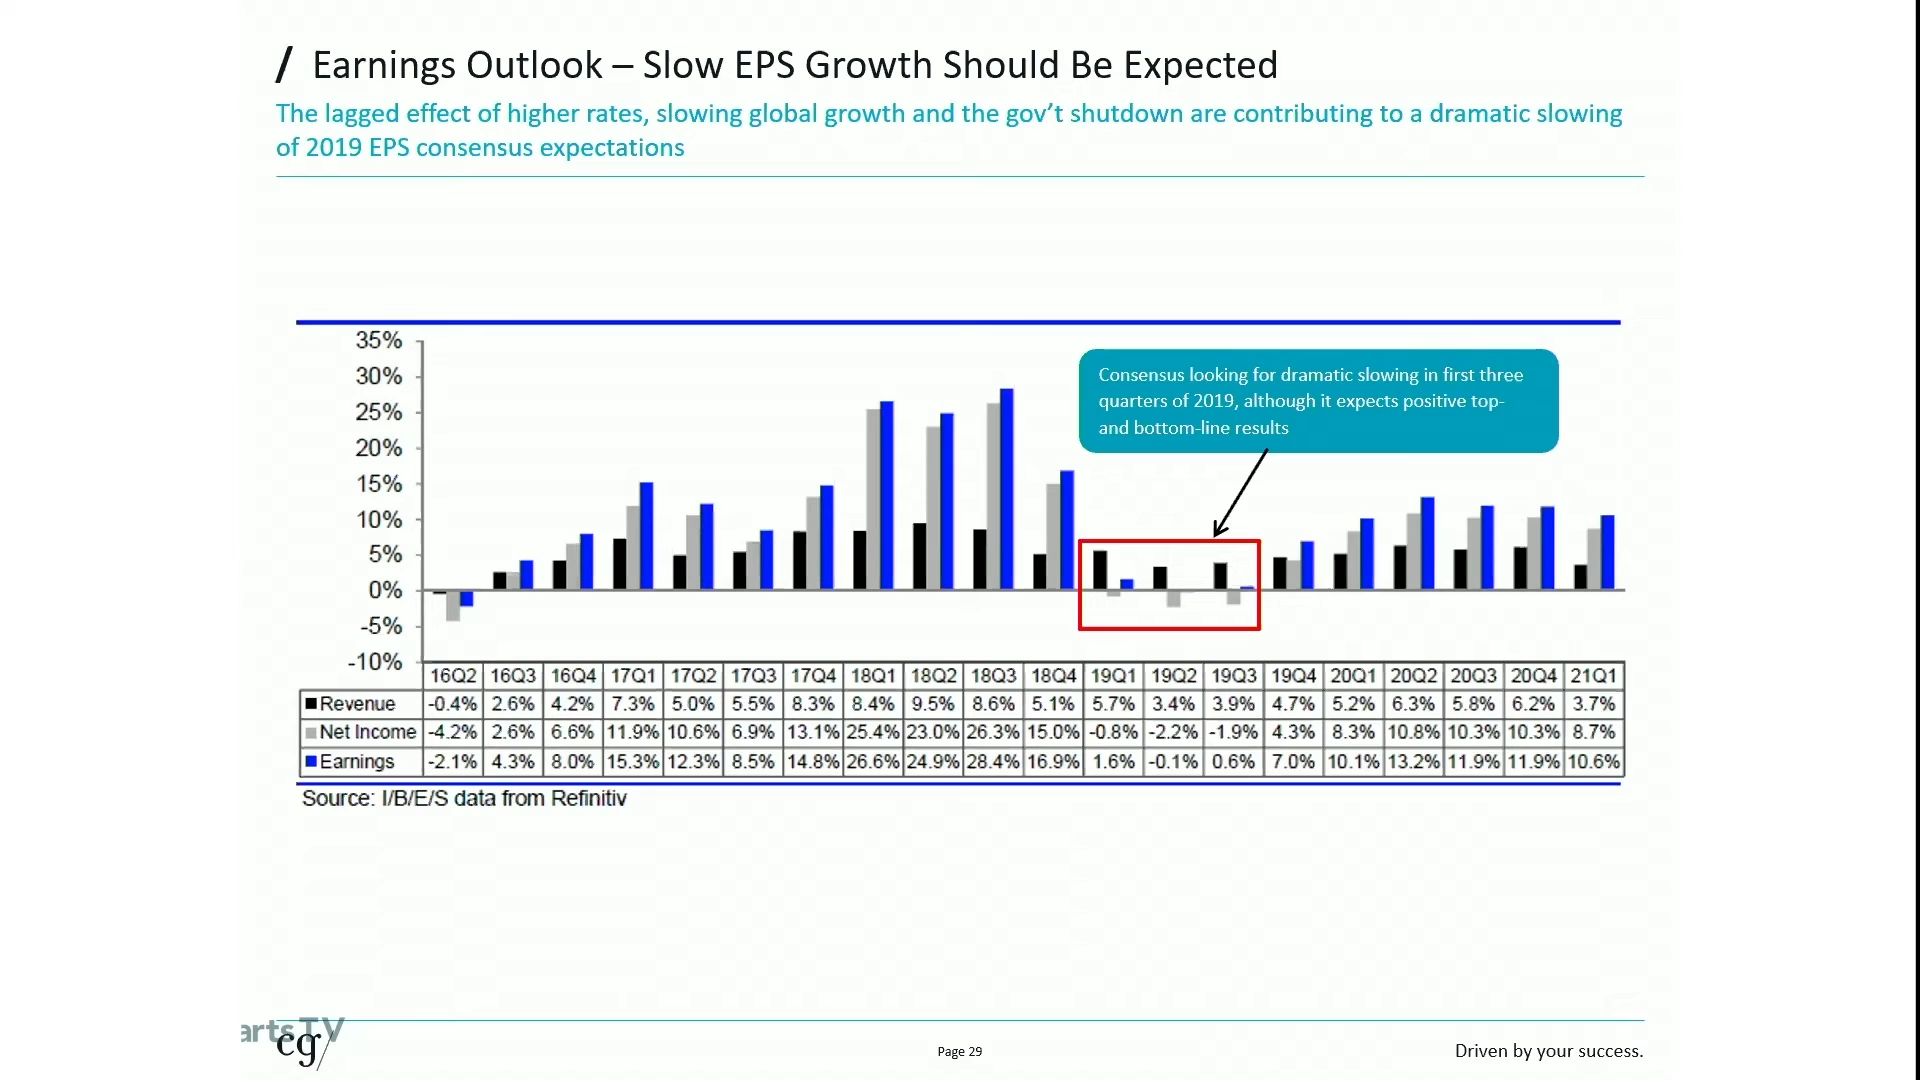 / Earnings Outlook – Slow EPS Growth Should Be Expected
The lagged effect of higher rates, slowing global growth and the gov’t shutdown are contributing to a dramatic slowing
of 2019 EPS consensus expectations
35%
30%
25%
20%
15%
10%
5%
0%
-5%
-10%
Consensus looking for dramatic slowing in first three
quarters of 2019, although it expects positive top-
and bottom-line results
16Q2 16Q3 16Q4 17Q1 17Q2 17Q3 17Q4 18Q1 18Q2 18Q3 18Q4 19Q1 19Q2 19Q3 19Q4 20Q1 20Q2 20Q3 20Q4 21Q1
Revenue -0.4% 2.6% 4.2% 7.3% 5.0% 5.5% 8.3% 8.4% 9.5% 8.6% 5.1% 5.7% 3.4% 3.9% 4.7% 5.2% 6.3% 5.8% 6.2% 3.7%
Net Income -4.2% 2.6% 6.6% 11.9% 10.6% 6.9% 13.1% 25.4% 23.0% 26.3% 15.0% -0.8% -2.2% -1.9% 4.3% 8.3% 10.8% 10.3% 10.3% 8.7%
Earnings -2.1% 4.3% 8.0% 15.3% 12.3% 8.5% 14.8% 26.6% 24.9% 28.4% 16.9% 1.6% -0.1% 0.6% 7.0% 10.1% 13.2% 11.9% 11.9% 10.6%
Source: I/B/E/S data from Refinitiv
artsTV
cg/
Page 29
Driven by your success.